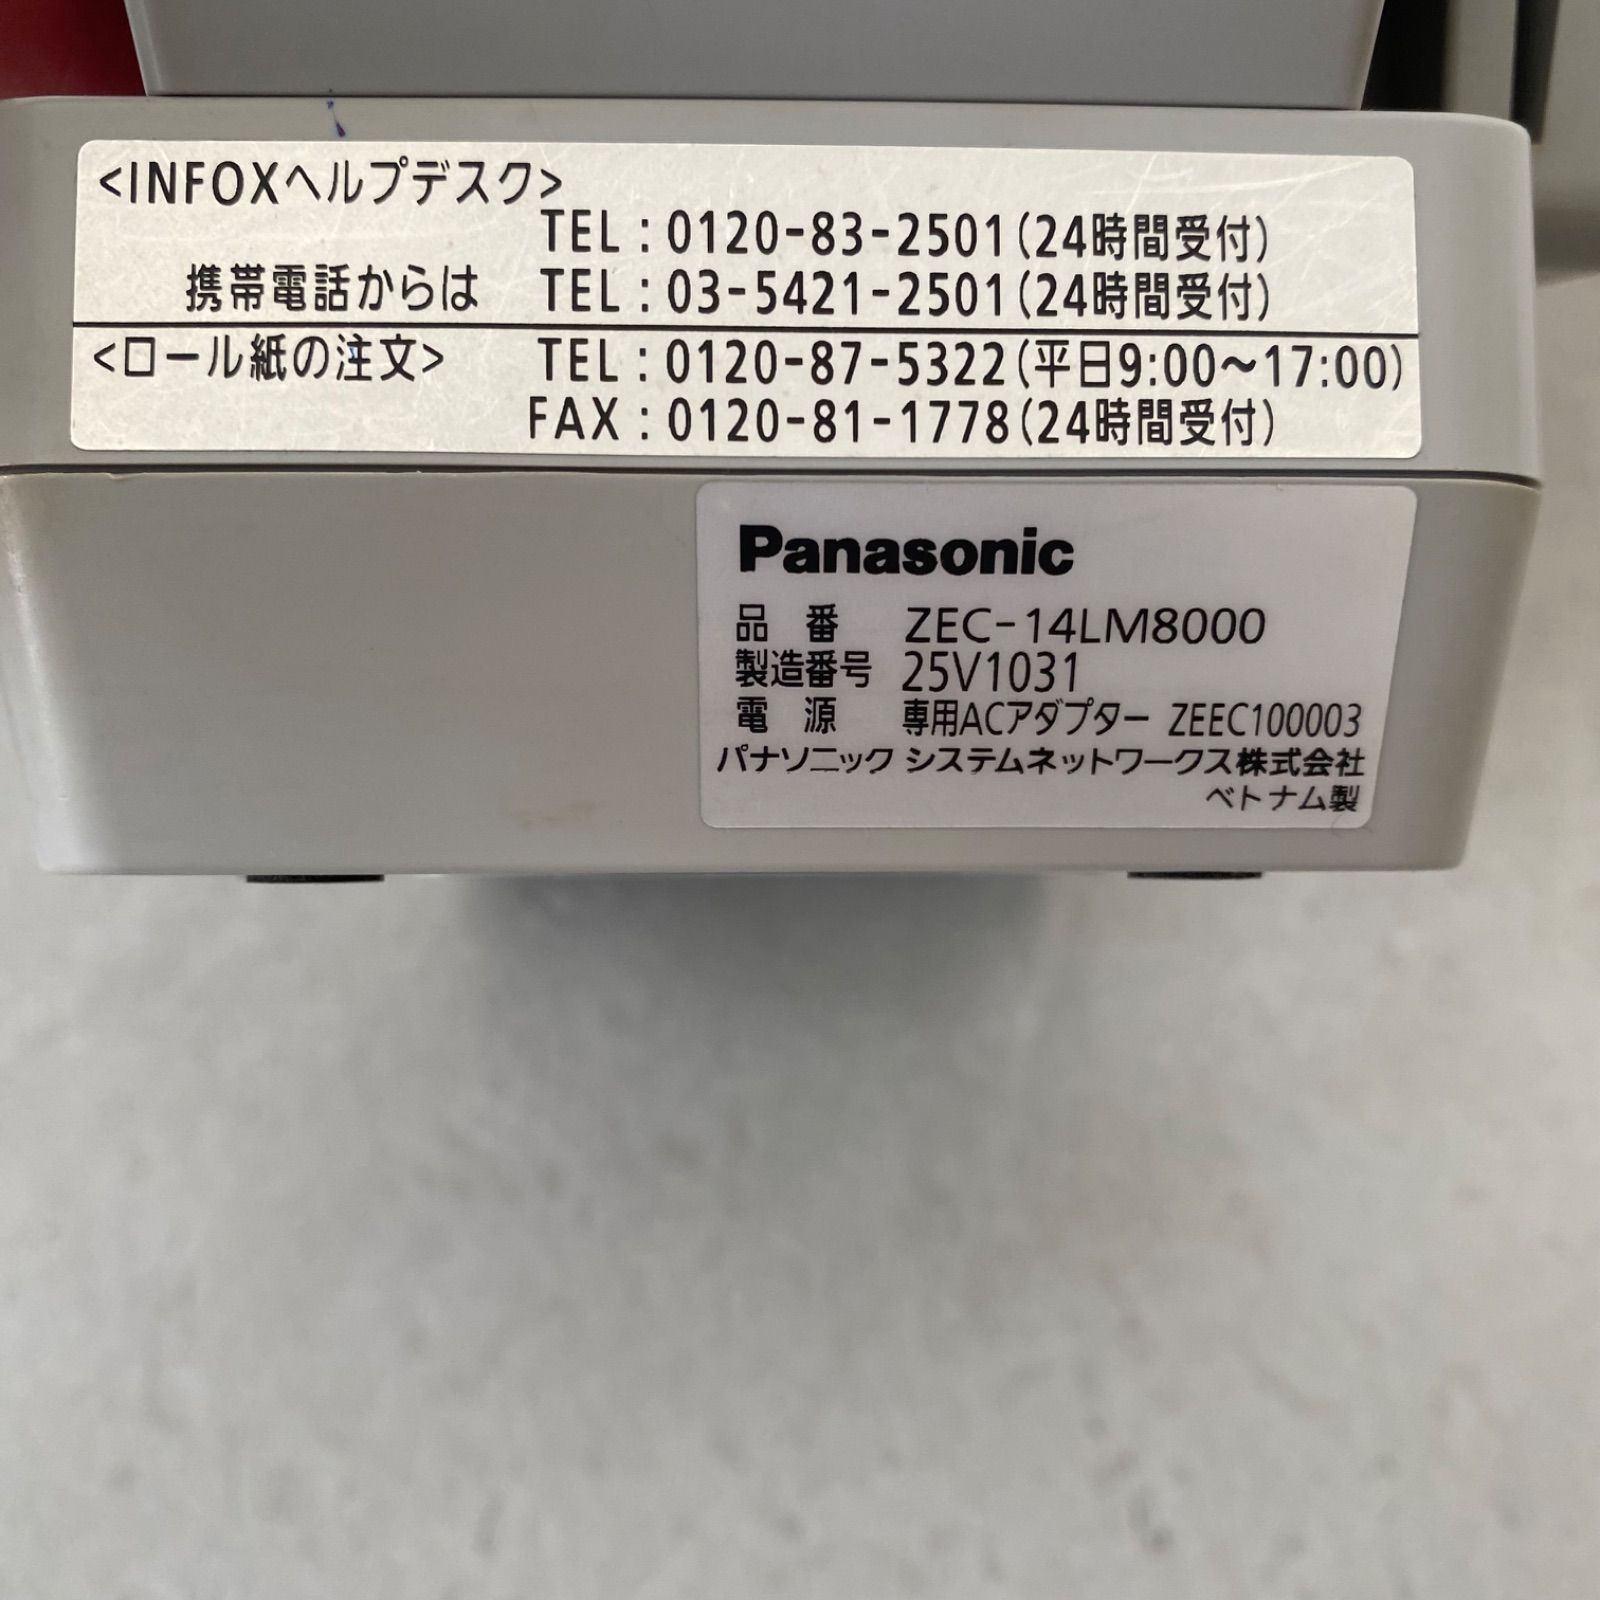 <INFOXヘルプデスク>
TEL：0120-83-2501(24時間受付)
携帯電話からは TEL：03-5421-2501(24時間受付)
<ロール紙の注文> TEL：0120-87-5322(平日9:00～17:00)
FAX：0120-81-1778(24時間受付)
Panasonic
品 番 ZEC-14LM8000
製造番号 25V1031
電 源 専用ACアダプター ZEEC100003
パナソニック システムネットワークス株式会社
ベトナム製